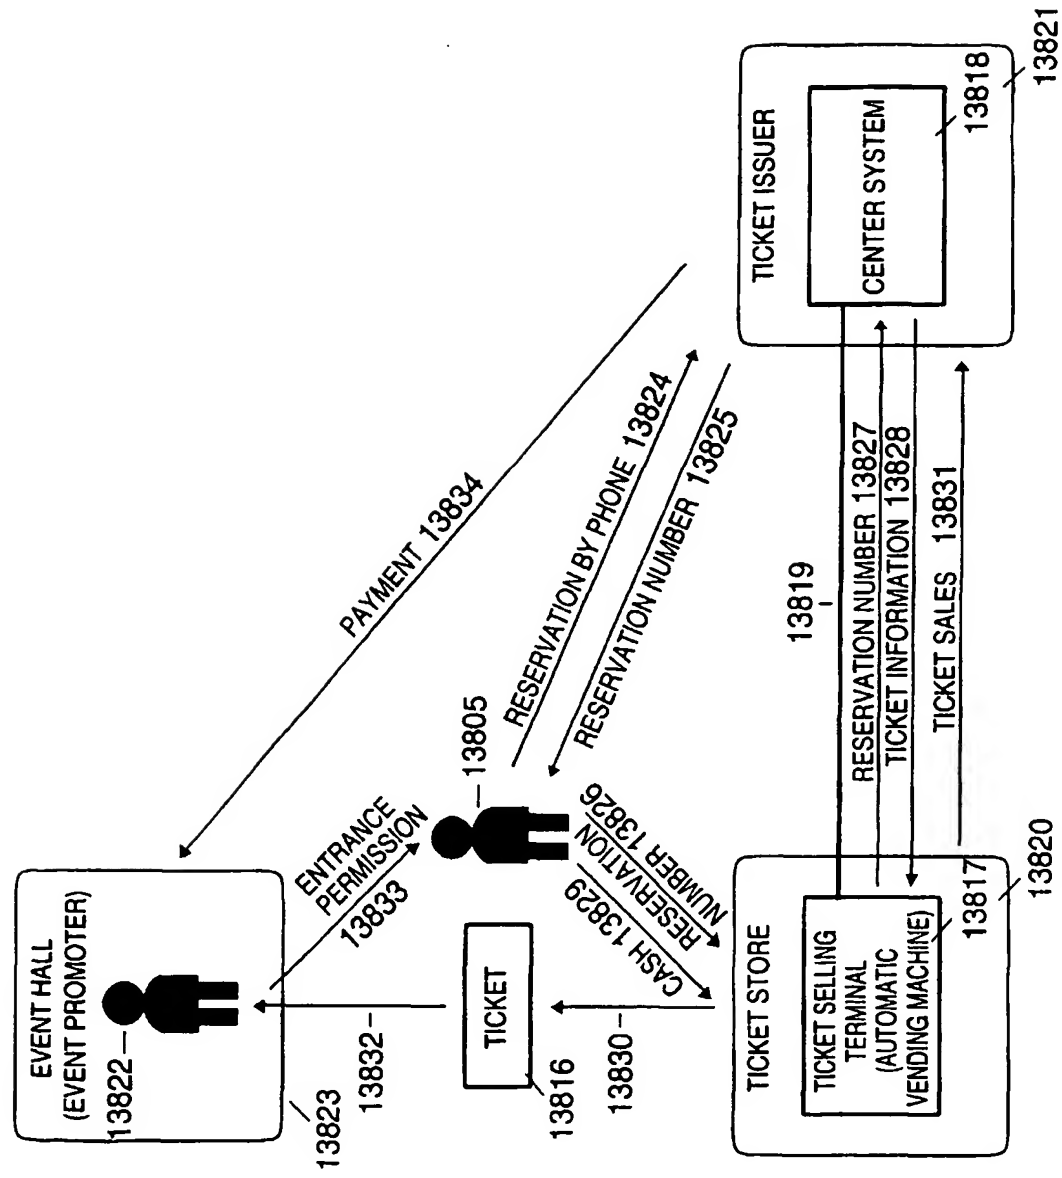 EVENT HALL
(EVENT PROMOTER)
13822
13823
13832
ENTRANCE
PERMISSION
13833
PAYMENT 13834
13805
TICKET
13816
13830
RESERVATION BY PHONE 13824
RESERVATION NUMBER 13825
CASH 13829
RESERVATION
NUMBER 13826
TICKET STORE
TICKET SELLING
TERMINAL
(AUTOMATIC
VENDING MACHINE)
13817
13820
13819
RESERVATION NUMBER 13827
TICKET INFORMATION 13828
TICKET SALES 13831
TICKET ISSUER
CENTER SYSTEM
13818
13821